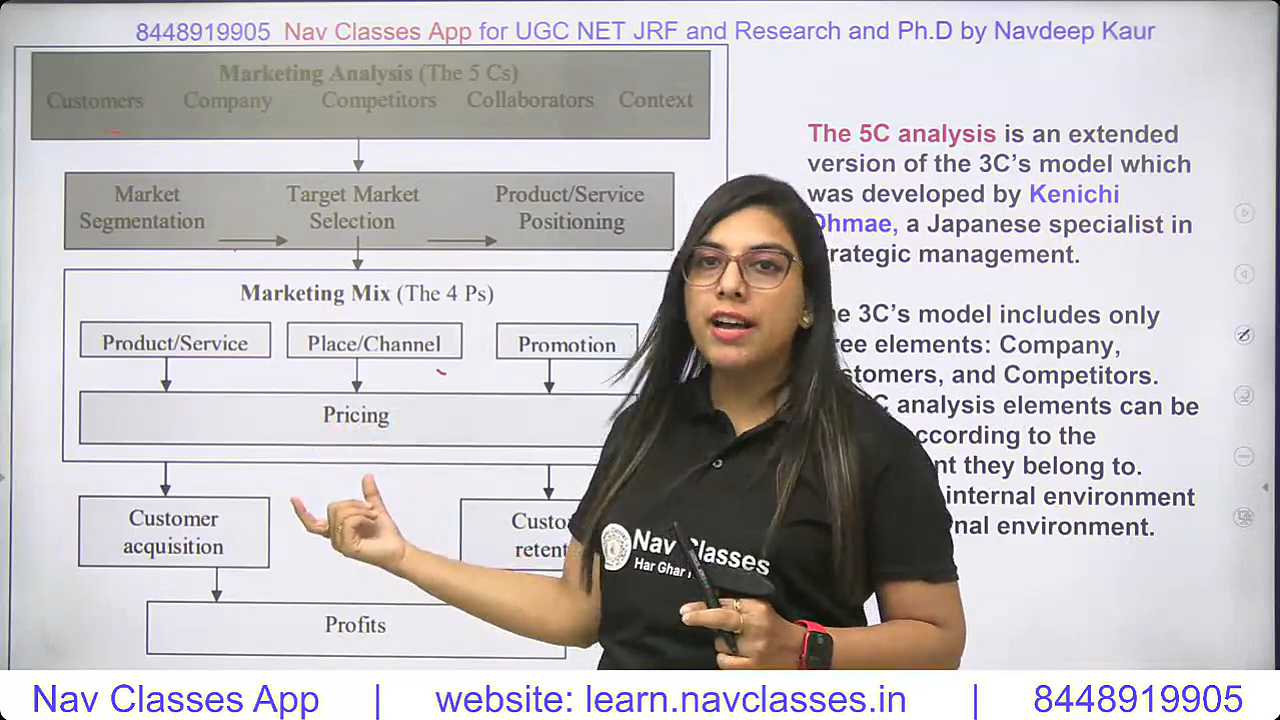 8448919905 Nav Classes App for UGC NET JRF and Research and Ph.D by Navdeep Kaur
Marketing Analysis (The 5 Cs)
Customers Company Competitors Collaborators Context
Market
Segmentation
Target Market
Selection
Product/Service
Positioning
Marketing Mix (The 4 Ps)
Product/Service Place/Channel Promotion
Pricing
Customer
acquisition
Profits
The 5C analysis is an extended
version of the 3C's model which
was developed by Kenichi
Ohmae, a Japanese specialist in
management.
3C's model includes only
elements: Company,
and Competitors.
analysis elements can be
to the
they belong to.
internal environment
environment.
Nav Classes
Har Ghar
Nav Classes App | website: learn.navclasses.in | 8448919905